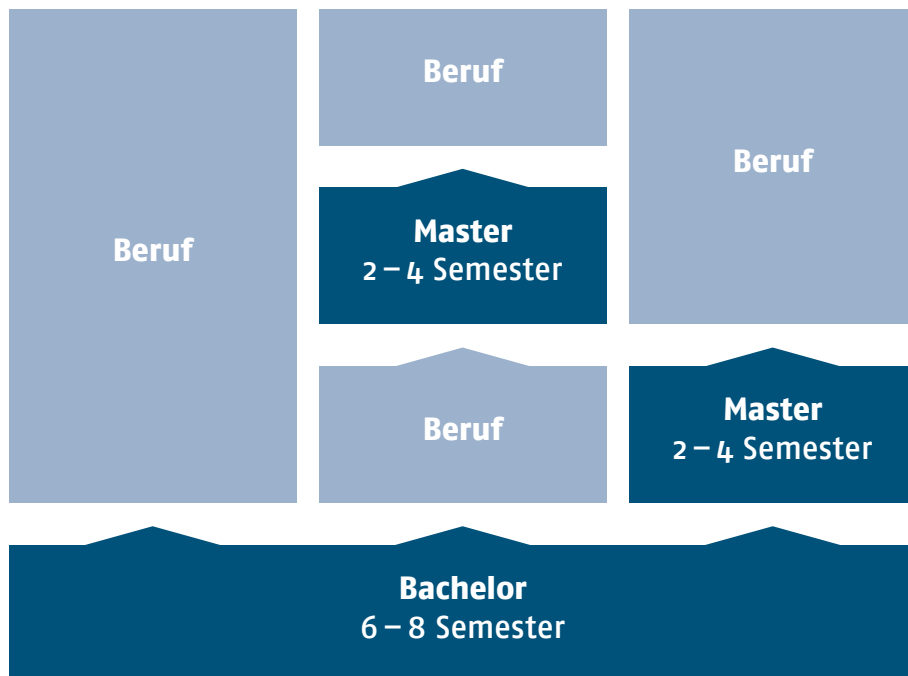 Beruf
Beruf
Beruf
Master
2 – 4 Semester
Beruf
Master
2 – 4 Semester
Bachelor
6 – 8 Semester